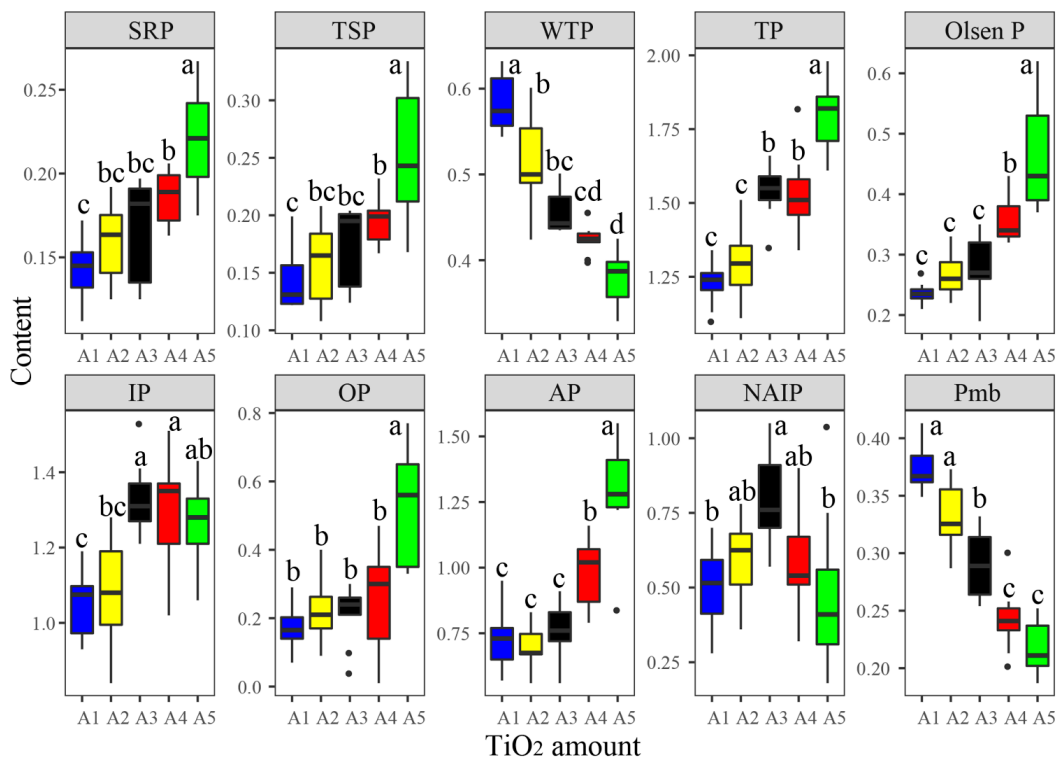 SRP TSP WTP TP Olsen P
Content
0.25
0.20
0.15
c bc bc b a
A1 A2 A3 A4 A5
0.30
0.25
0.20
0.15
0.10
c bc bc b a
A1 A2 A3 A4 A5
0.6
0.5
0.4
a b bc cd d
A1 A2 A3 A4 A5
2.00
1.75
1.50
1.25
c c b b a
A1 A2 A3 A4 A5
0.6
0.5
0.4
0.3
0.2
c c c b a
A1 A2 A3 A4 A5
IP OP AP NAIP Pmb
1.4
1.2
1.0
c bc a a ab
A1 A2 A3 A4 A5
0.8
0.6
0.4
0.2
0.0
b b b b a
A1 A2 A3 A4 A5
1.50
1.25
1.00
0.75
c c c b a
A1 A2 A3 A4 A5
1.00
0.75
0.50
0.25
b ab a ab b
A1 A2 A3 A4 A5
0.40
0.35
0.30
0.25
0.20
a a b c c
A1 A2 A3 A4 A5
TiO2 amount